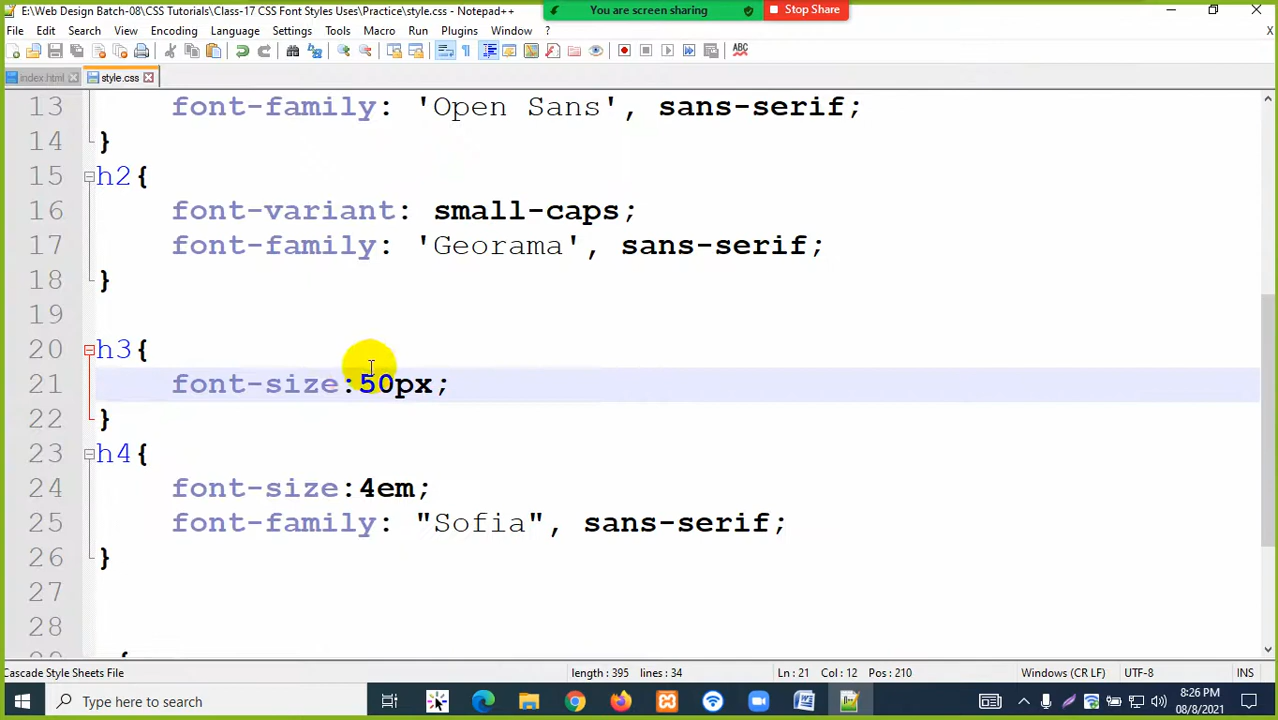 E:\Web Design Batch-08\CSS Tutorials\Class-17 CSS Font Styles Uses\Practice\style.css - Notepad++
You are screen sharing
Stop Share
File Edit Search View Encoding Language Settings Tools Macro Run Plugins Window ?
X
ABC
index.html style.css
13 font-family: 'Open Sans', sans-serif;
14 }
15 h2{
16 font-variant: small-caps;
17 font-family: 'Georama', sans-serif;
18 }
19
20 h3{
21 font-size:50px;
22 }
23 h4{
24 font-size:4em;
25 font-family: "Sofia", sans-serif;
26 }
27
28
Cascade Style Sheets File length : 395 lines : 34 Ln : 21 Col : 12 Pos : 210 Windows (CR LF) UTF-8 INS
Type here to search
8:26 PM
08/8/2021